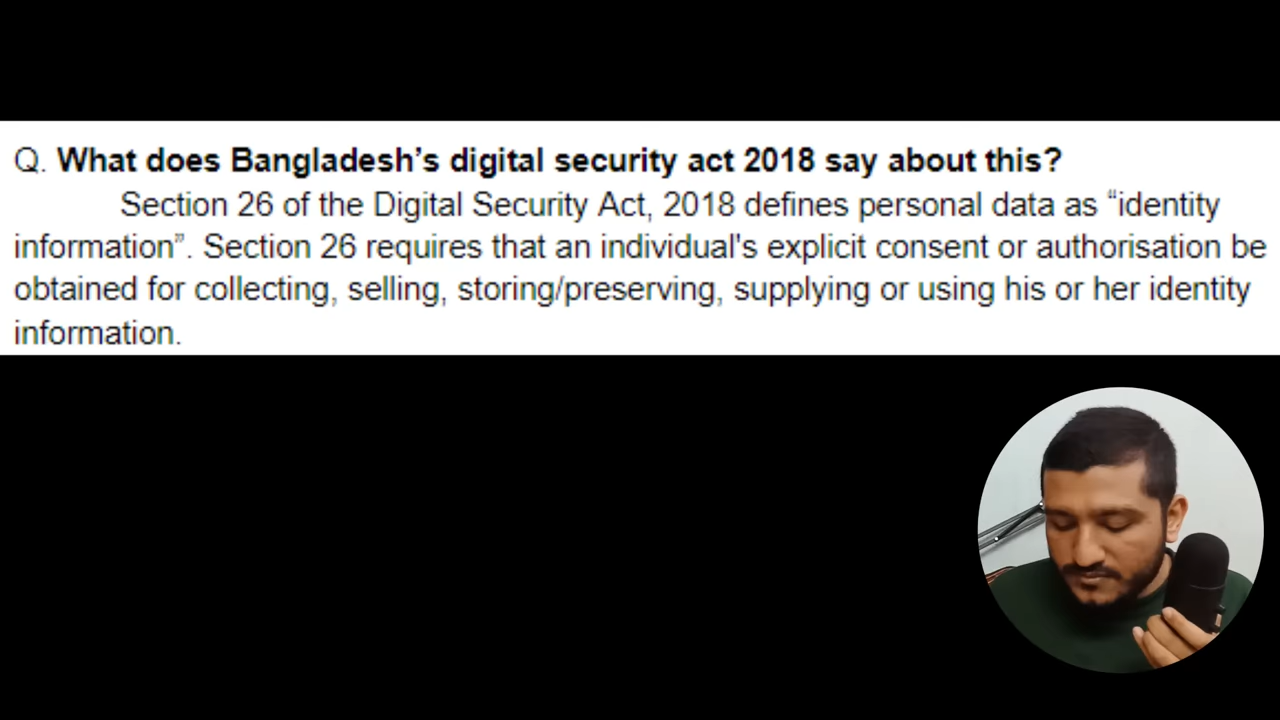 Q. What does Bangladesh’s digital security act 2018 say about this?
Section 26 of the Digital Security Act, 2018 defines personal data as “identity
information”. Section 26 requires that an individual's explicit consent or authorisation be
obtained for collecting, selling, storing/preserving, supplying or using his or her identity
information.